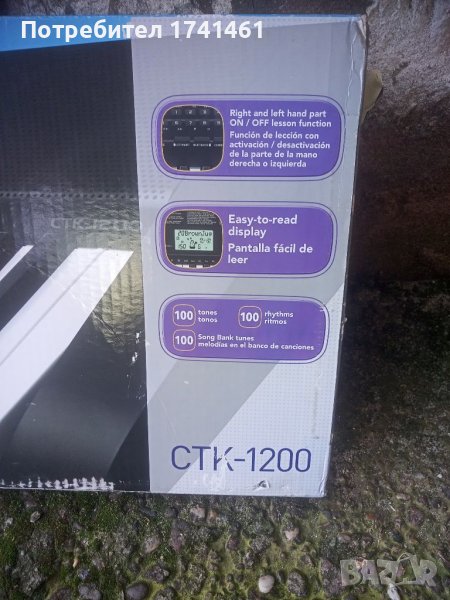 Потребител 1741461
Right and left hand part
ON / OFF lesson function
Función de lección con
activación / desactivación
de la parte de la mano
derecha o izquierda
Easy-to-read
display
Pantalla fácil de
leer
100 tones
tonos
100 rhythms
ritmos
100 Song Bank tunes
melodías en el banco de canciones
CTK-1200
BAZAR